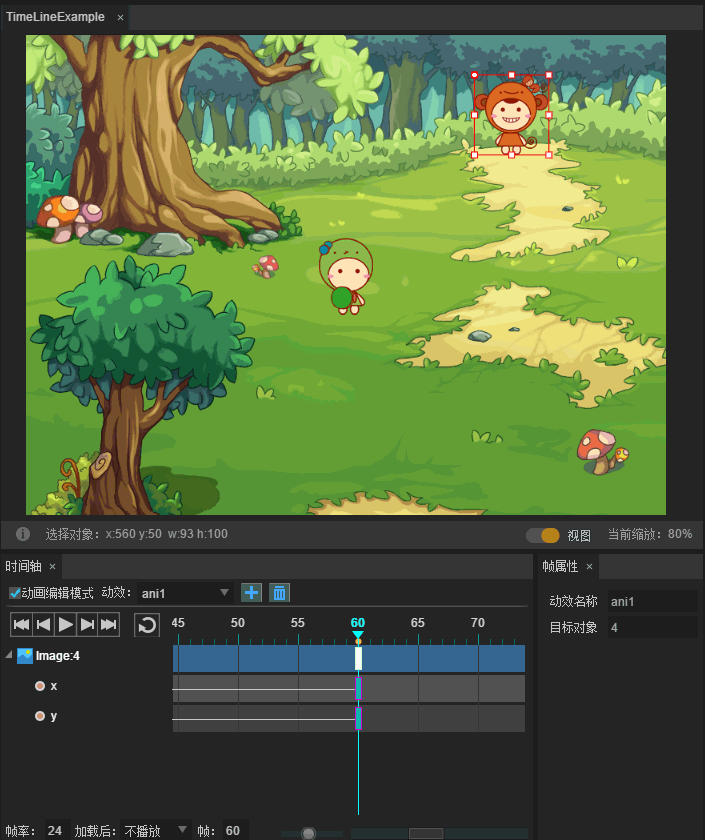 TimeLineExample ×
选择对象: x:560 y:50 w:93 h:100
视图 当前缩放: 80%
时间轴 ×
帧属性 ×
动画编辑模式 动效: ani1
动效名称 ani1
45 50 55 60 65 70
目标对象 4
Image:4
x
y
帧率: 24 加载后: 不播放 帧: 60